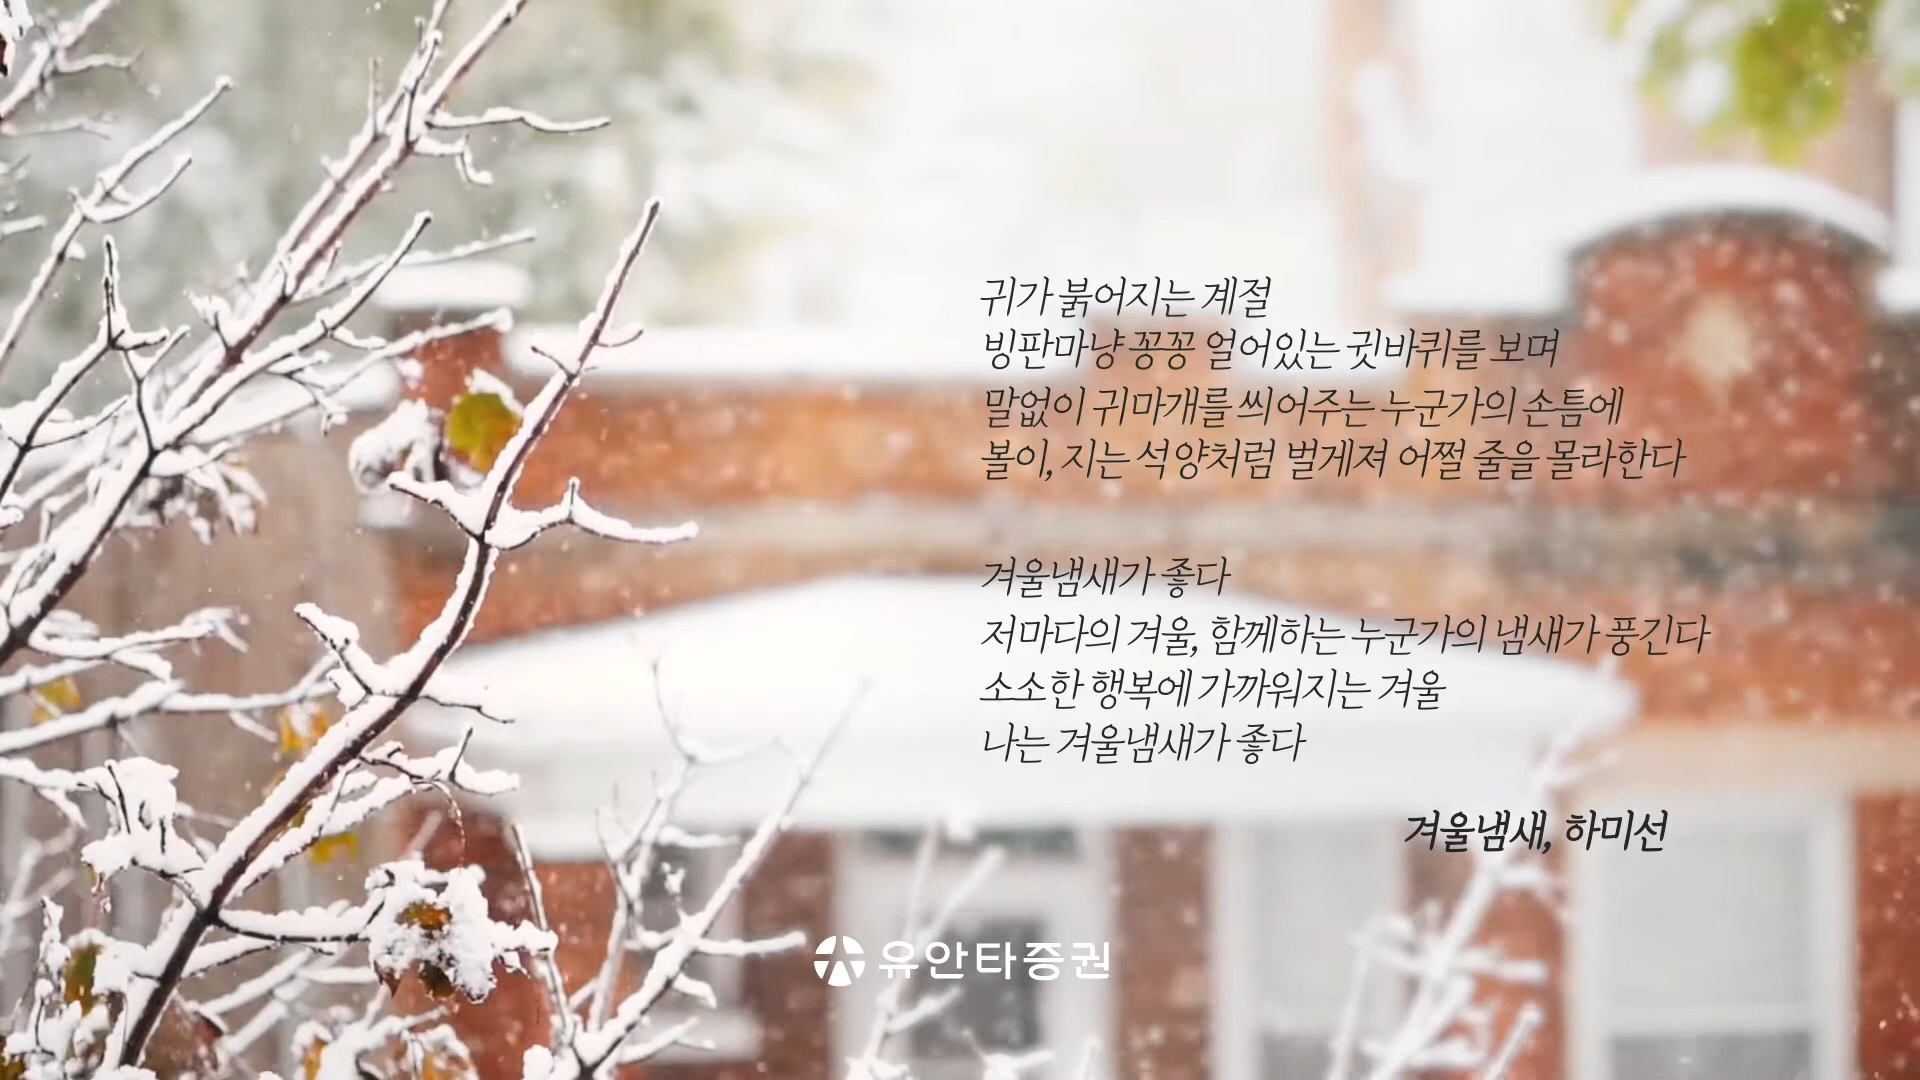 귀가 붉어지는 계절
빙판마냥 꽁꽁 얼어있는 귓바퀴를 보며
말없이 귀마개를 씌어주는 누군가의 손틈에
볼이, 지는 석양처럼 벌게져 어쩔 줄을 몰라한다
겨울냄새가 좋다
저마다의 겨울, 함께하는 누군가의 냄새가 풍긴다
소소한 행복에 가까워지는 겨울
나는 겨울냄새가 좋다
겨울냄새, 하미선
유안타증권